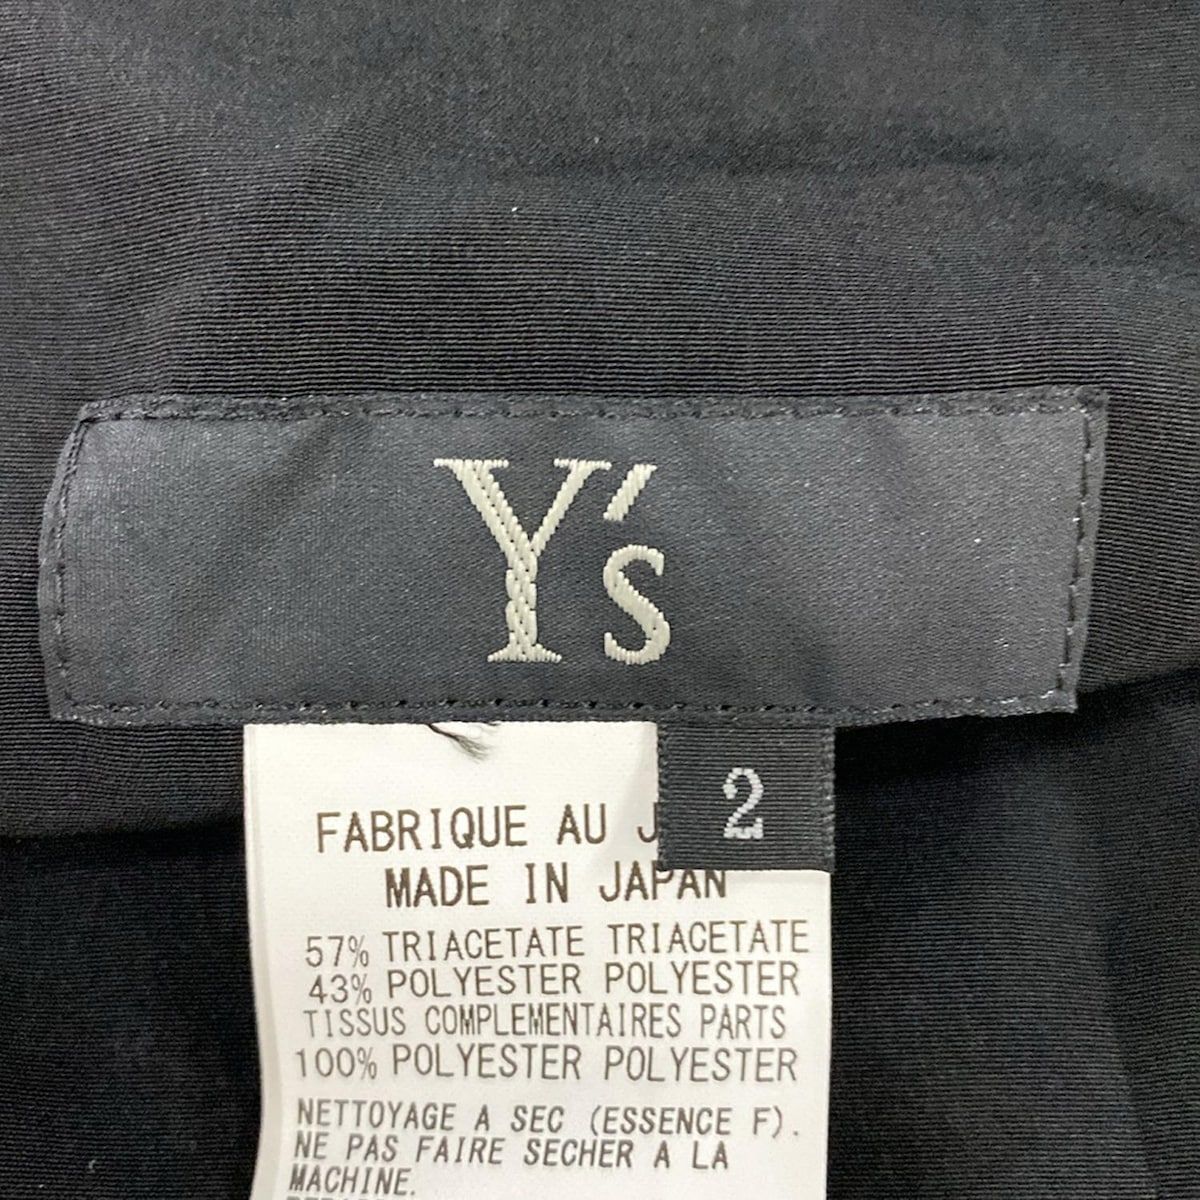 Y's
2
FABRIQUE AU
MADE IN JAPAN
57% TRIACETATE TRIACETATE
43% POLYESTER POLYESTER
TISSUS COMPLEMENTAIRES PARTS
100% POLYESTER POLYESTER
NETTOYAGE A SEC (ESSENCE F).
NE PAS FAIRE SECHER A LA
MACHINE.